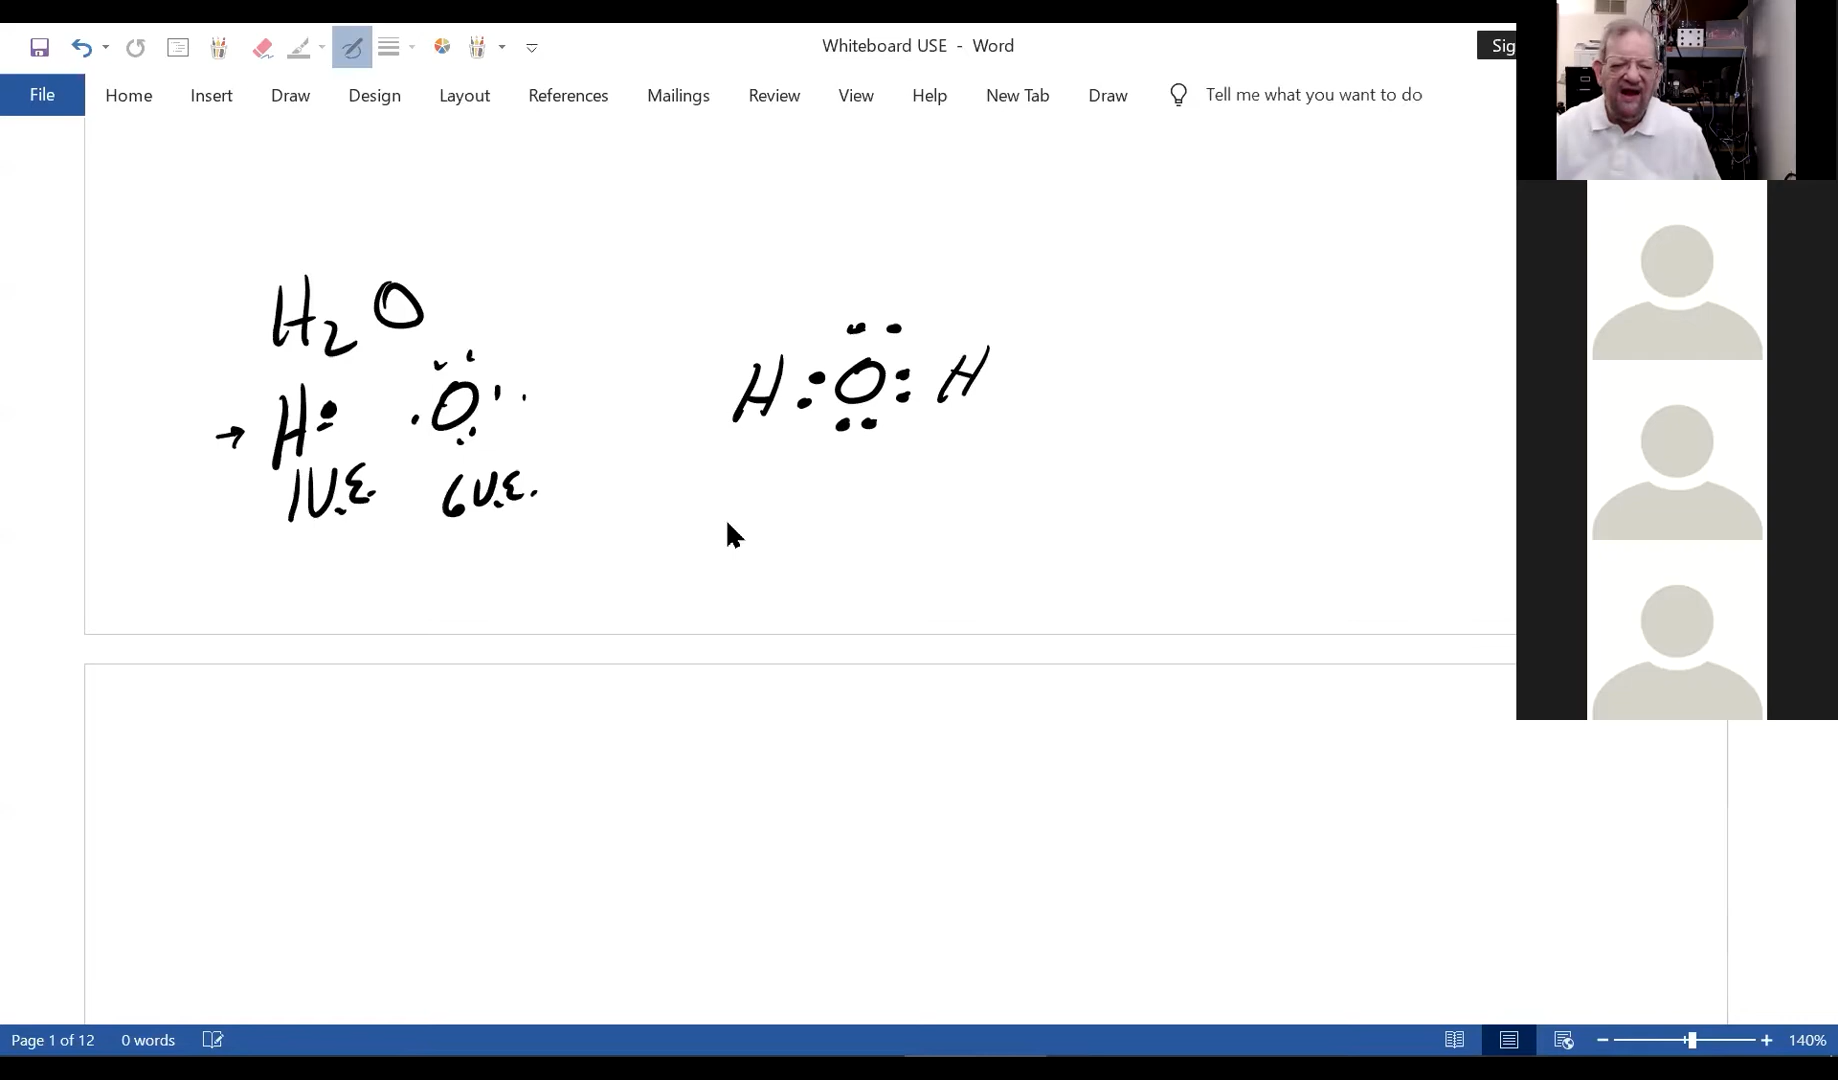 Whiteboard USE - Word
Sig
File Home Insert Draw Design Layout References Mailings Review View Help New Tab Draw Tell me what you want to do
H2O
H O
1V.E. 6V.E.
H:O:H
Page 1 of 12 0 words 140%